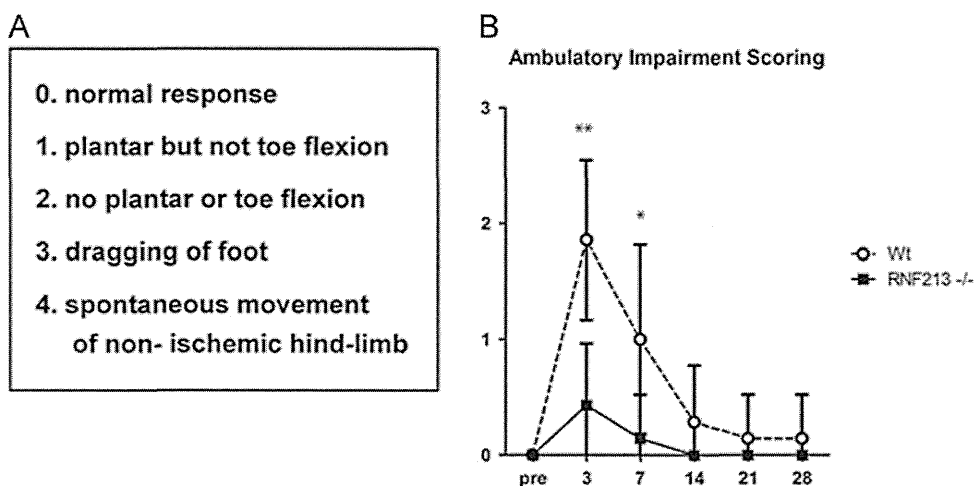 A
0. normal response
1. plantar but not toe flexion
2. no plantar or toe flexion
3. dragging of foot
4. spontaneous movement
of non- ischemic hind-limb
B
Ambulatory Impairment Scoring
3
2
1
0
**
*
pre 3 7 14 21 28
Wt
RNF213 -/-